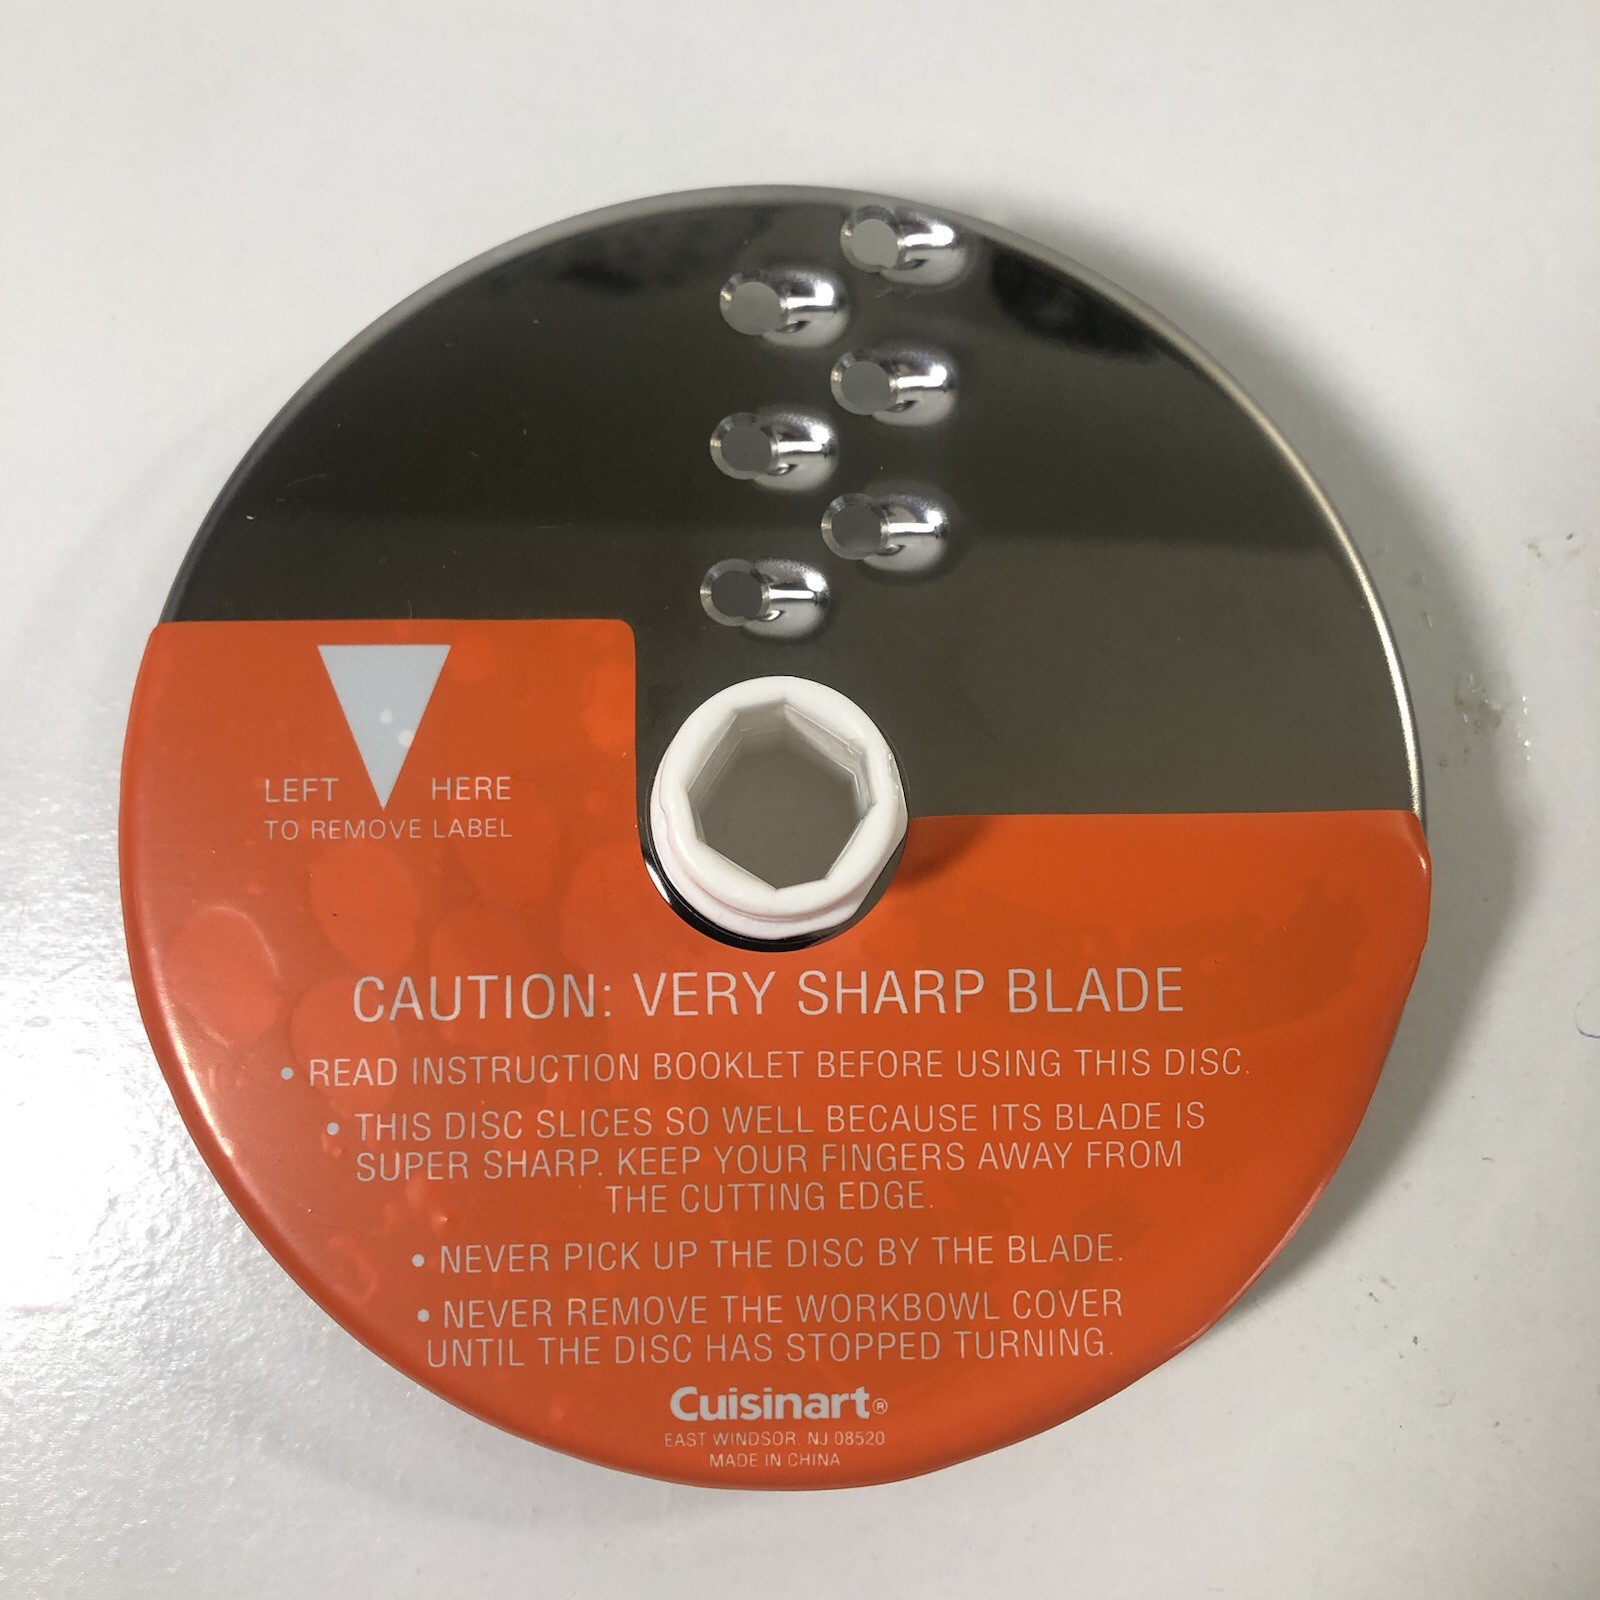 LEFT HERE
TO REMOVE LABEL
CAUTION: VERY SHARP BLADE
• READ INSTRUCTION BOOKLET BEFORE USING THIS DISC.
• THIS DISC SLICES SO WELL BECAUSE ITS BLADE IS
SUPER SHARP. KEEP YOUR FINGERS AWAY FROM
THE CUTTING EDGE.
• NEVER PICK UP THE DISC BY THE BLADE.
• NEVER REMOVE THE WORKBOWL COVER
UNTIL THE DISC HAS STOPPED TURNING.
Cuisinart®
EAST WINDSOR, NJ 08520
MADE IN CHINA